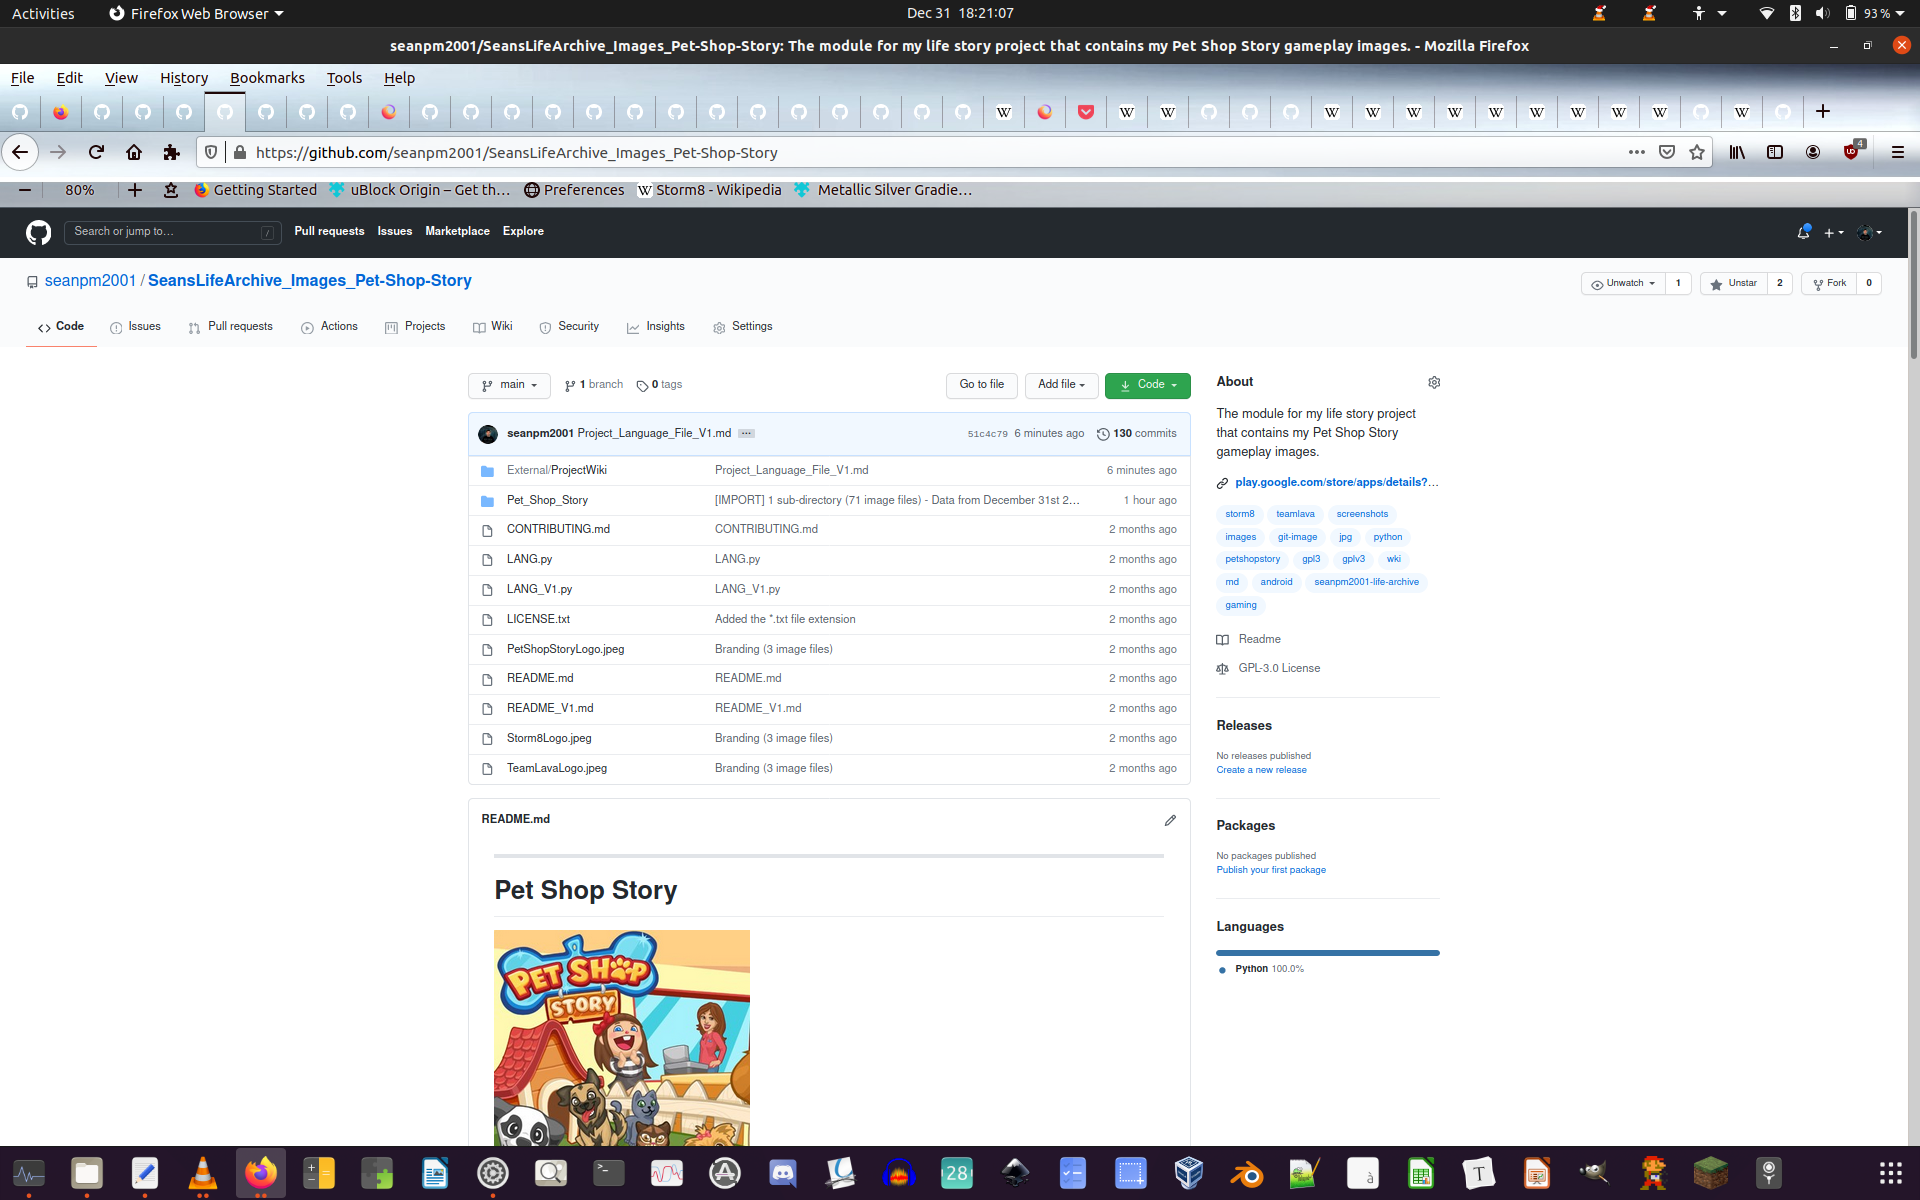 Activities Firefox Web Browser Dec 31 18:21:07 93 %
seanpm2001/SeansLifeArchive_Images_Pet-Shop-Story: The module for my life story project that contains my Pet Shop Story gameplay images. - Mozilla Firefox
File Edit View History Bookmarks Tools Help
https://github.com/seanpm2001/SeansLifeArchive_Images_Pet-Shop-Story 4
80% Getting Started uBlock Origin – Get th… Preferences Storm8 - Wikipedia Metallic Silver Gradie…
Search or jump to… / Pull requests Issues Marketplace Explore
seanpm2001 / SeansLifeArchive_Images_Pet-Shop-Story Unwatch 1 Unstar 2 Fork 0
Code Issues Pull requests Actions Projects Wiki Security Insights Settings
main 1 branch 0 tags Go to file Add file Code
seanpm2001 Project_Language_File_V1.md 51c4c79 6 minutes ago 130 commits
External/ProjectWiki Project_Language_File_V1.md 6 minutes ago
Pet_Shop_Story [IMPORT] 1 sub-directory (71 image files) - Data from December 31st 2… 1 hour ago
CONTRIBUTING.md CONTRIBUTING.md 2 months ago
LANG.py LANG.py 2 months ago
LANG_V1.py LANG_V1.py 2 months ago
LICENSE.txt Added the *.txt file extension 2 months ago
PetShopStoryLogo.jpeg Branding (3 image files) 2 months ago
README.md README.md 2 months ago
README_V1.md README_V1.md 2 months ago
Storm8Logo.jpeg Branding (3 image files) 2 months ago
TeamLavaLogo.jpeg Branding (3 image files) 2 months ago
README.md
Pet Shop Story
PET SHOP
STORY
About
The module for my life story project
that contains my Pet Shop Story
gameplay images.
play.google.com/store/apps/details?…
storm8 teamlava screenshots
images git-image jpg python
petshopstory gpl3 gplv3 wki
md android seanpm2001-life-archive
gaming
Readme
GPL-3.0 License
Releases
No releases published
Create a new release
Packages
No packages published
Publish your first package
Languages
Python 100.0%
28